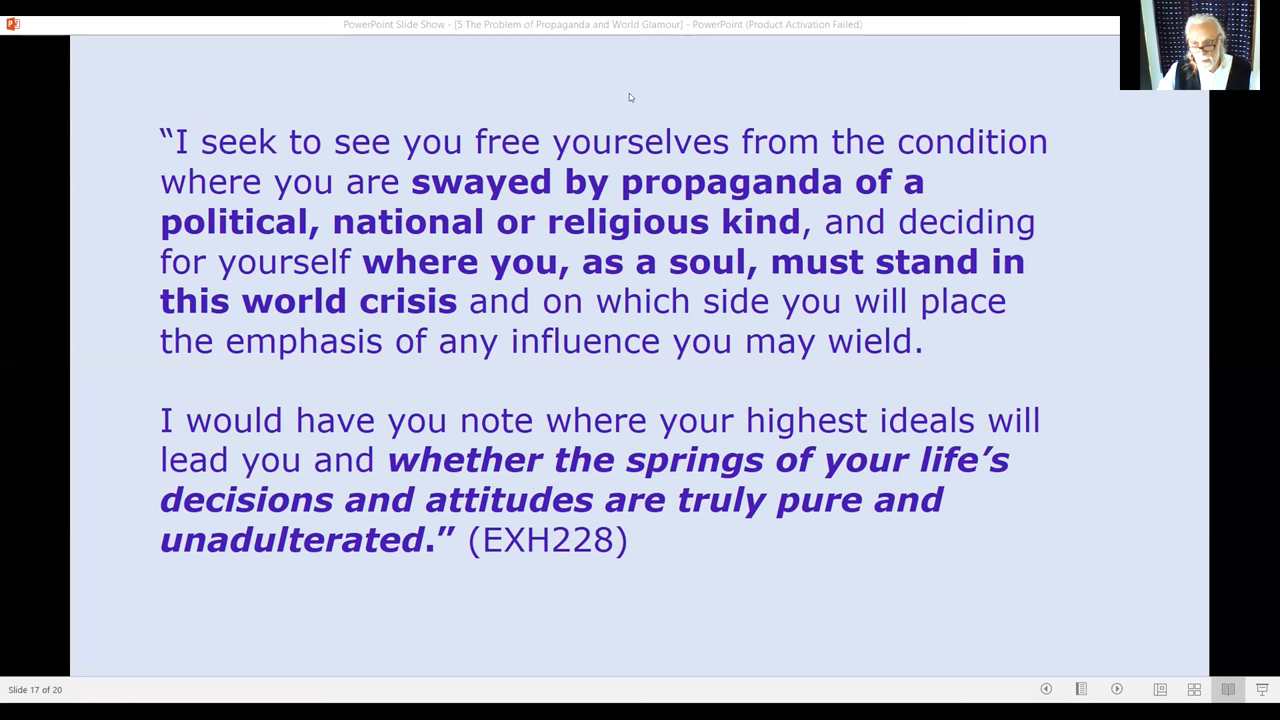 PowerPoint Slide Show - [5 The Problem of Propaganda and World Glamour] - PowerPoint (Product Activation Failed)
“I seek to see you free yourselves from the condition
where you are swayed by propaganda of a
political, national or religious kind, and deciding
for yourself where you, as a soul, must stand in
this world crisis and on which side you will place
the emphasis of any influence you may wield.
I would have you note where your highest ideals will
lead you and whether the springs of your life’s
decisions and attitudes are truly pure and
unadulterated.” (EXH228)
Slide 17 of 20